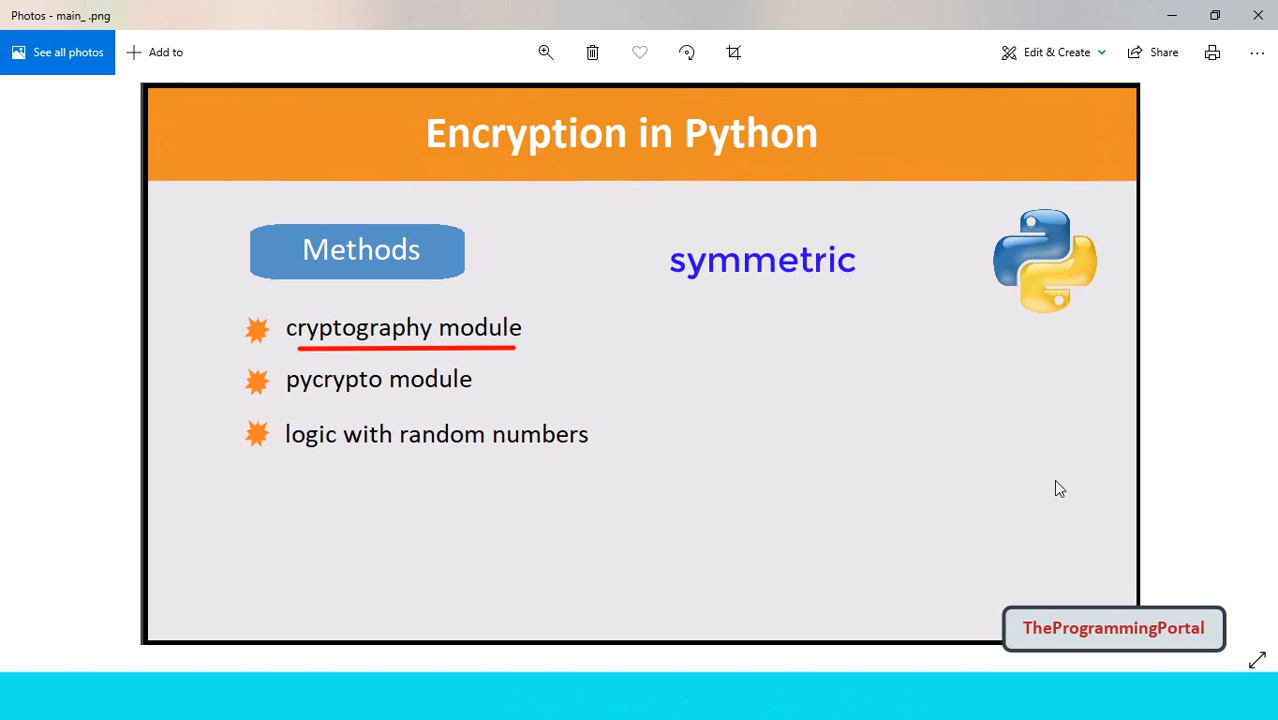 Photos - main_ .png
See all photos
Add to
Edit & Create
Share
Encryption in Python
Methods
symmetric
cryptography module
pycrypto module
logic with random numbers
TheProgrammingPortal